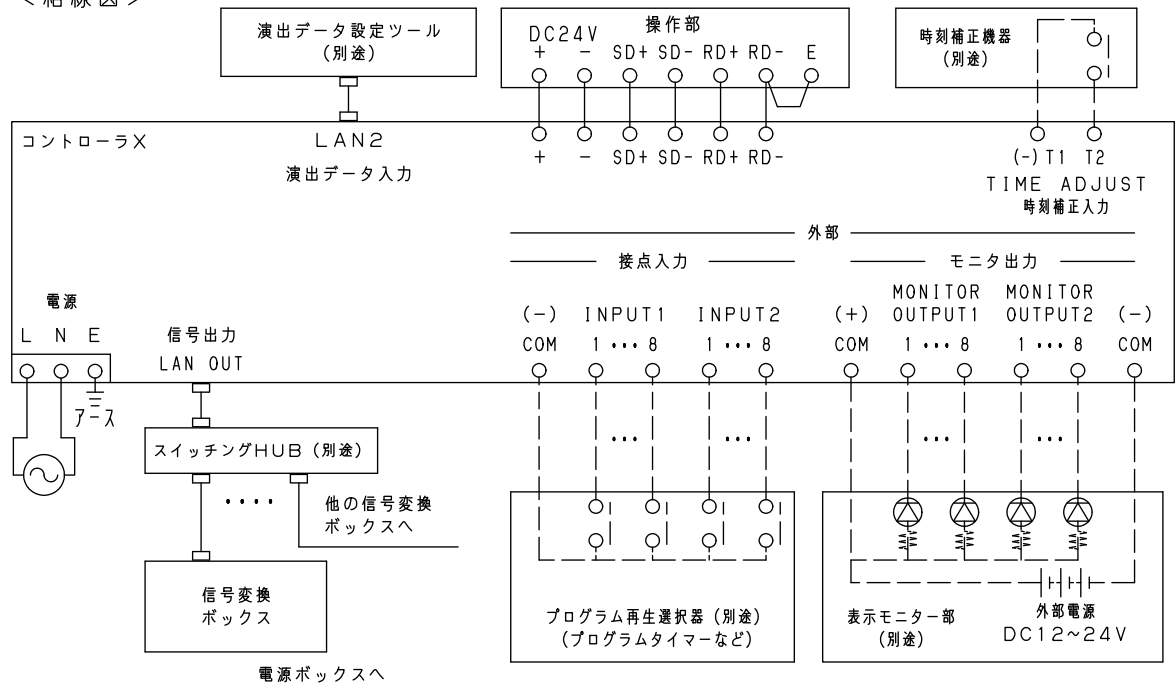 <結線図>
演出データ設定ツール
(別途)
操作部
DC24V
+ - SD+ SD- RD+ RD- E
時刻補正機器
(別途)
コントローラX
LAN2
演出データ入力
+ - SD+ SD- RD+ RD-
(-) T1 T2
TIME ADJUST
時刻補正入力
外部
接点入力
モニタ出力
電源
L N E
アース
信号出力
LAN OUT
(-) INPUT1 INPUT2
COM 1 ••• 8 1 ••• 8
(+) MONITOR OUTPUT1 MONITOR OUTPUT2 (-)
COM 1 ••• 8 1 ••• 8 COM
••• •••
••• •••
スイッチングHUB (別途)
••••
他の信号変換
ボックスへ
信号変換
ボックス
電源ボックスへ
プログラム再生選択器 (別途)
(プログラムタイマーなど)
表示モニター部
(別途)
外部電源
DC12~24V